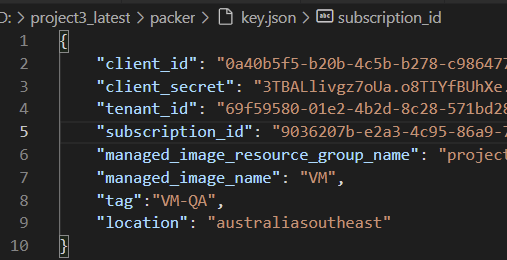 D: > project3_latest > packer > key.json > abc subscription_id
1 {
2 "client_id": "0a40b5f5-b20b-4c5b-b278-c986477
3 "client_secret": "3TBALlivgz7oUa.o8TIYfBUhXe.
4 "tenant_id": "69f59580-01e2-4b2d-8c28-571bd28
5 "subscription_id": "9036207b-e2a3-4c95-86a9-7
6 "managed_image_resource_group_name": "project
7 "managed_image_name": "VM",
8 "tag":"VM-QA",
9 "location": "australiasoutheast"
10 }